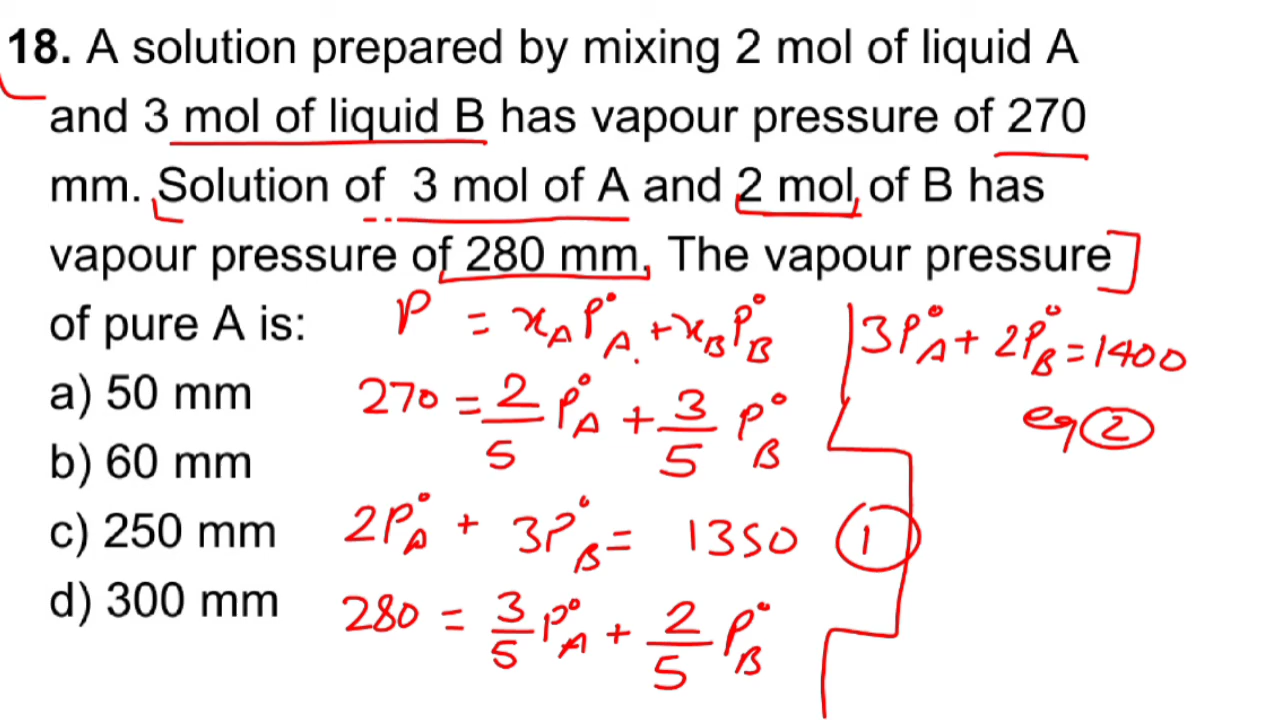 18. A solution prepared by mixing 2 mol of liquid A
and 3 mol of liquid B has vapour pressure of 270
mm. Solution of 3 mol of A and 2 mol of B has
vapour pressure of 280 mm. The vapour pressure
of pure A is:
a) 50 mm
b) 60 mm
c) 250 mm
d) 300 mm
P = x_A P°_A + x_B P°_B
270 = 2/5 P°_A + 3/5 P°_B
2P°_A + 3P°_B = 1350 ①
280 = 3/5 P°_A + 2/5 P°_B
3P°_A + 2P°_B = 1400
eq ②